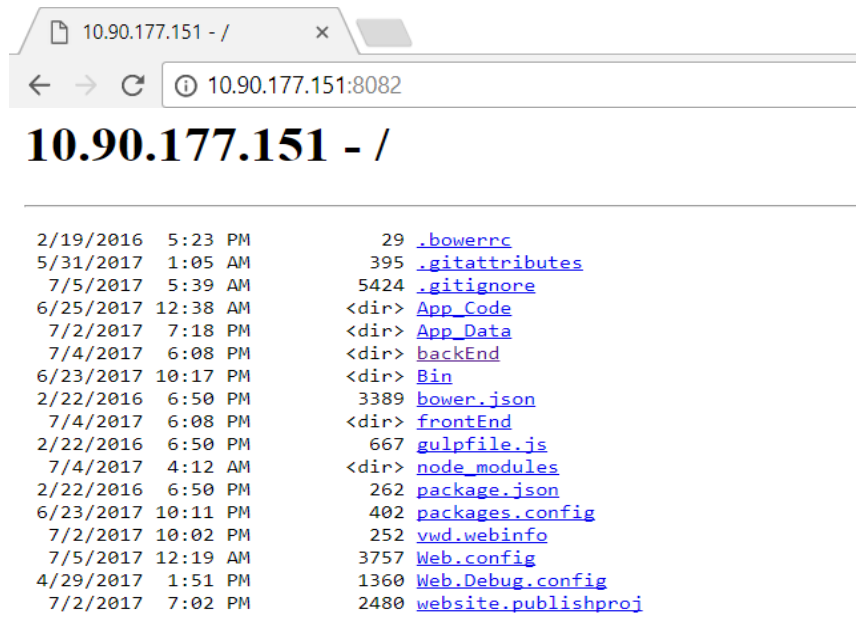 10.90.177.151 - /
10.90.177.151:8082
10.90.177.151 - /
2/19/2016 5:23 PM 29 .bowerrc
5/31/2017 1:05 AM 395 .gitattributes
7/5/2017 5:39 AM 5424 .gitignore
6/25/2017 12:38 AM <dir> App_Code
7/2/2017 7:18 PM <dir> App_Data
7/4/2017 6:08 PM <dir> backEnd
6/23/2017 10:17 PM <dir> Bin
2/22/2016 6:50 PM 3389 bower.json
7/4/2017 6:08 PM <dir> frontEnd
2/22/2016 6:50 PM 667 gulpfile.js
7/4/2017 4:12 AM <dir> node_modules
2/22/2016 6:50 PM 262 package.json
6/23/2017 10:11 PM 402 packages.config
7/2/2017 10:02 PM 252 vwd.webinfo
7/5/2017 12:19 AM 3757 Web.config
4/29/2017 1:51 PM 1360 Web.Debug.config
7/2/2017 7:02 PM 2480 website.publishproj